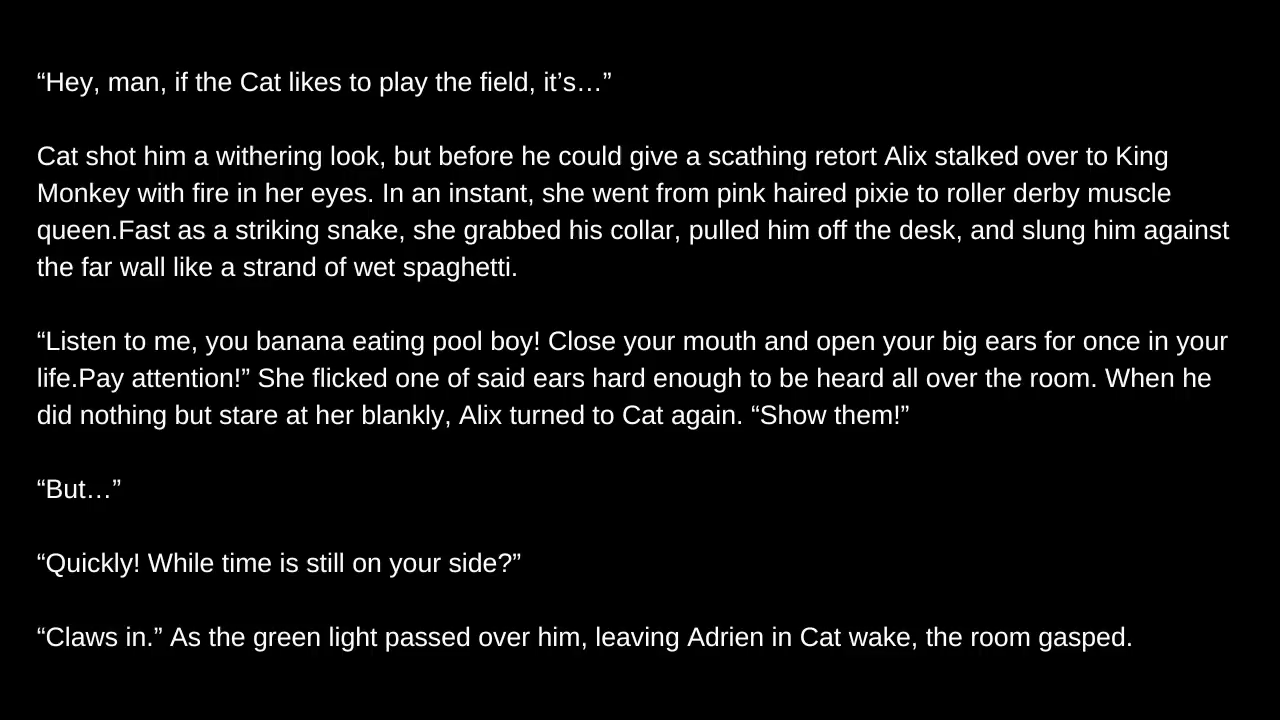 “Hey, man, if the Cat likes to play the field, it’s…”
Cat shot him a withering look, but before he could give a scathing retort Alix stalked over to King
Monkey with fire in her eyes. In an instant, she went from pink haired pixie to roller derby muscle
queen.Fast as a striking snake, she grabbed his collar, pulled him off the desk, and slung him against
the far wall like a strand of wet spaghetti.
“Listen to me, you banana eating pool boy! Close your mouth and open your big ears for once in your
life.Pay attention!” She flicked one of said ears hard enough to be heard all over the room. When he
did nothing but stare at her blankly, Alix turned to Cat again. “Show them!”
“But…”
“Quickly! While time is still on your side?”
“Claws in.” As the green light passed over him, leaving Adrien in Cat wake, the room gasped.